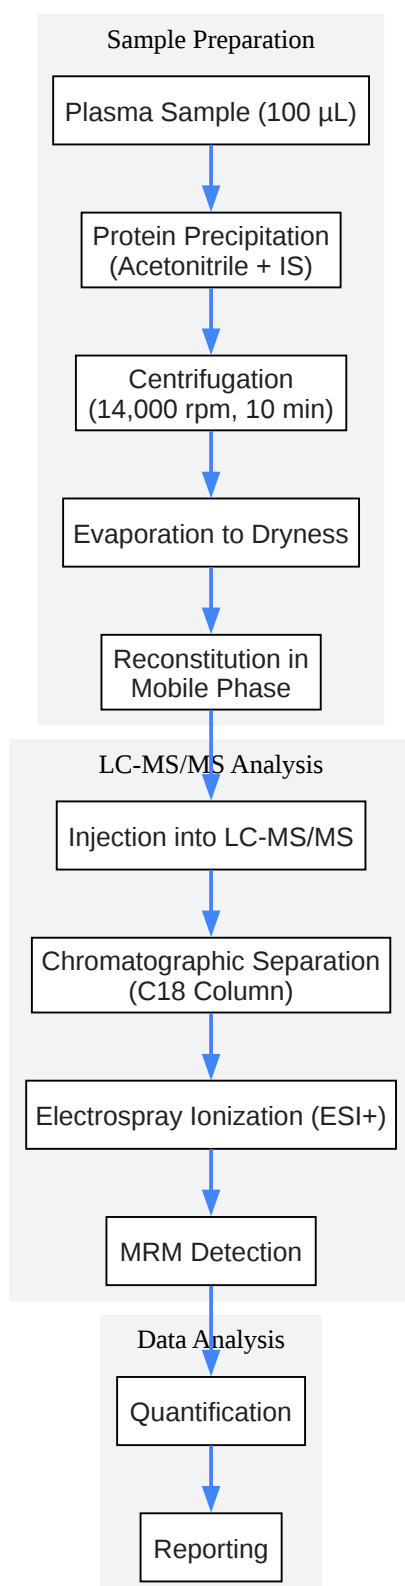 Sample Preparation
Plasma Sample (100 µL)
Protein Precipitation
(Acetonitrile + IS)
Centrifugation
(14,000 rpm, 10 min)
Evaporation to Dryness
Reconstitution in
Mobile Phase
LC-MS/MS Analysis
Injection into LC-MS/MS
Chromatographic Separation
(C18 Column)
Electrospray Ionization (ESI+)
MRM Detection
Data Analysis
Quantification
Reporting